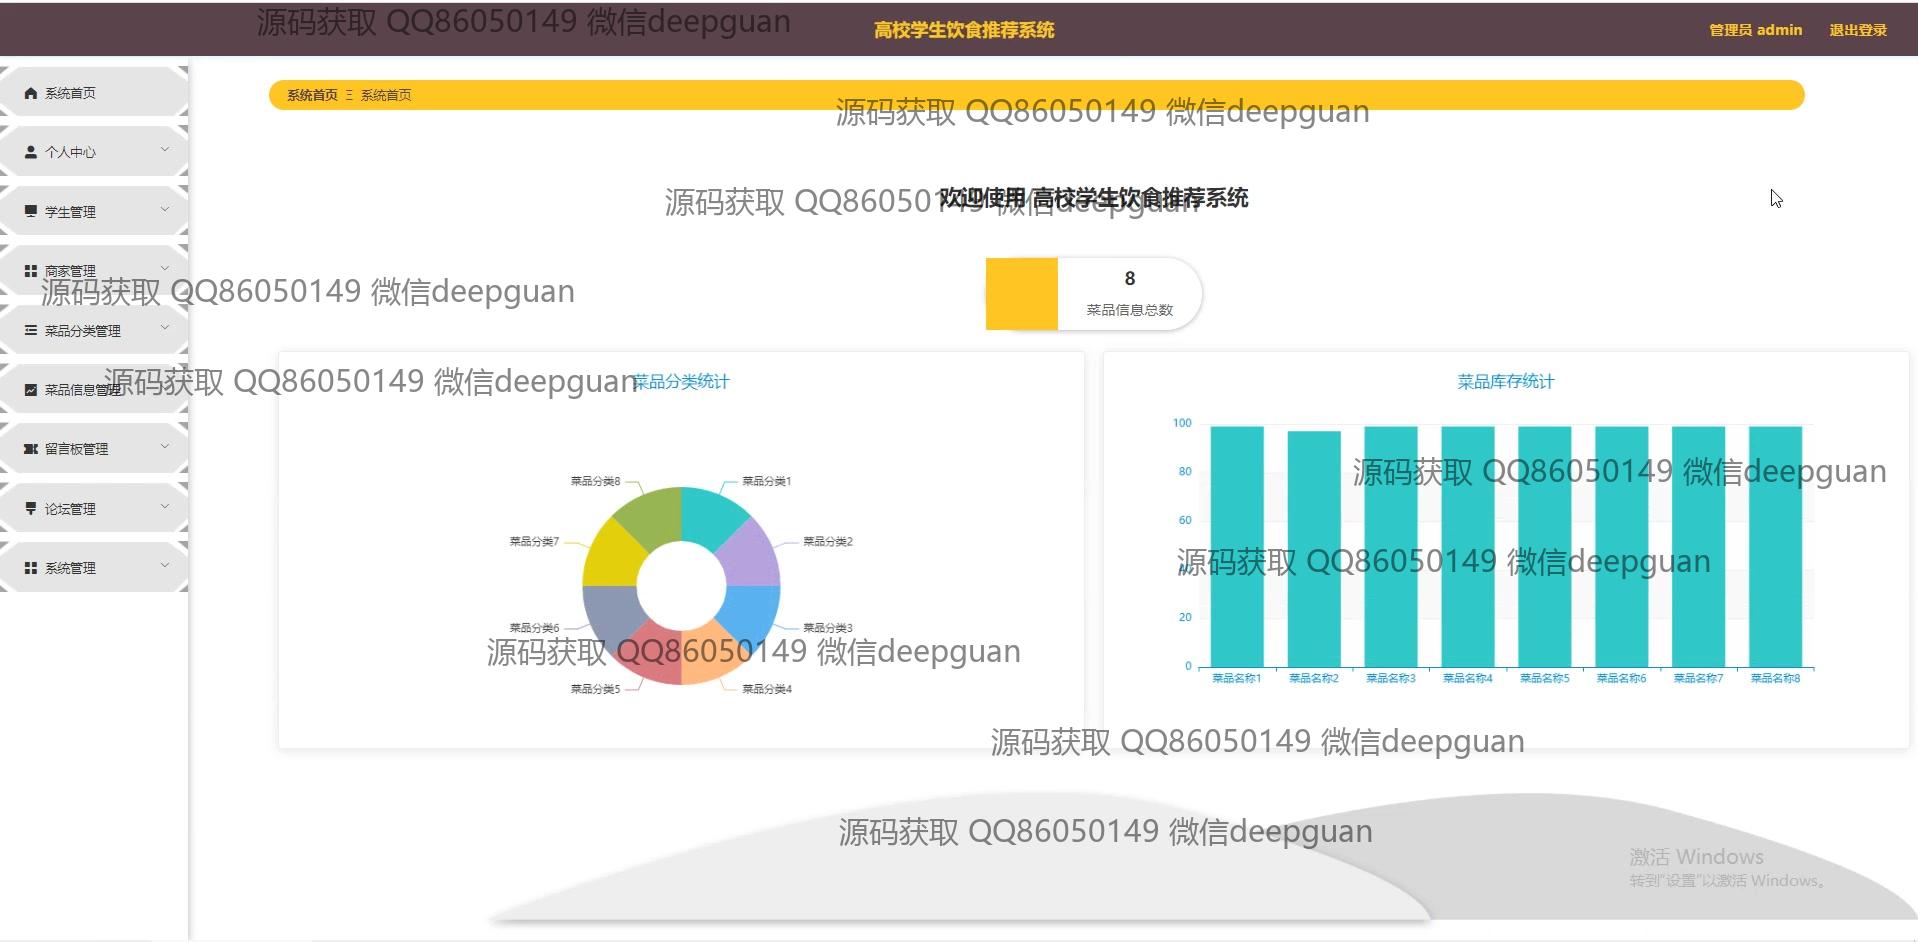 源码获取 QQ86050149 微信deepguan
高校学生饮食推荐系统
管理员 admin
退出登录
系统首页
个人中心
学生管理
商家管理
菜品分类管理
菜品信息管理
留言板管理
论坛管理
系统管理
系统首页 Ξ 系统首页
源码获取 QQ86050149 微信deepguan
源码获取 QQ86050149 微信deepguan
欢迎使用 高校学生饮食推荐系统
源码获取 QQ86050149 微信deepguan
8
菜品信息总数
源码获取 QQ86050149 微信deepguan
菜品分类统计
菜品分类8
菜品分类1
菜品分类7
菜品分类2
菜品分类6
菜品分类3
菜品分类5
菜品分类4
源码获取 QQ86050149 微信deepguan
菜品库存统计
100
80
60
40
20
0
源码获取 QQ86050149 微信deepguan
源码获取 QQ86050149 微信deepguan
菜品名称1
菜品名称2
菜品名称3
菜品名称4
菜品名称5
菜品名称6
菜品名称7
菜品名称8
源码获取 QQ86050149 微信deepguan
源码获取 QQ86050149 微信deepguan
激活 Windows
转到"设置"以激活 Windows。